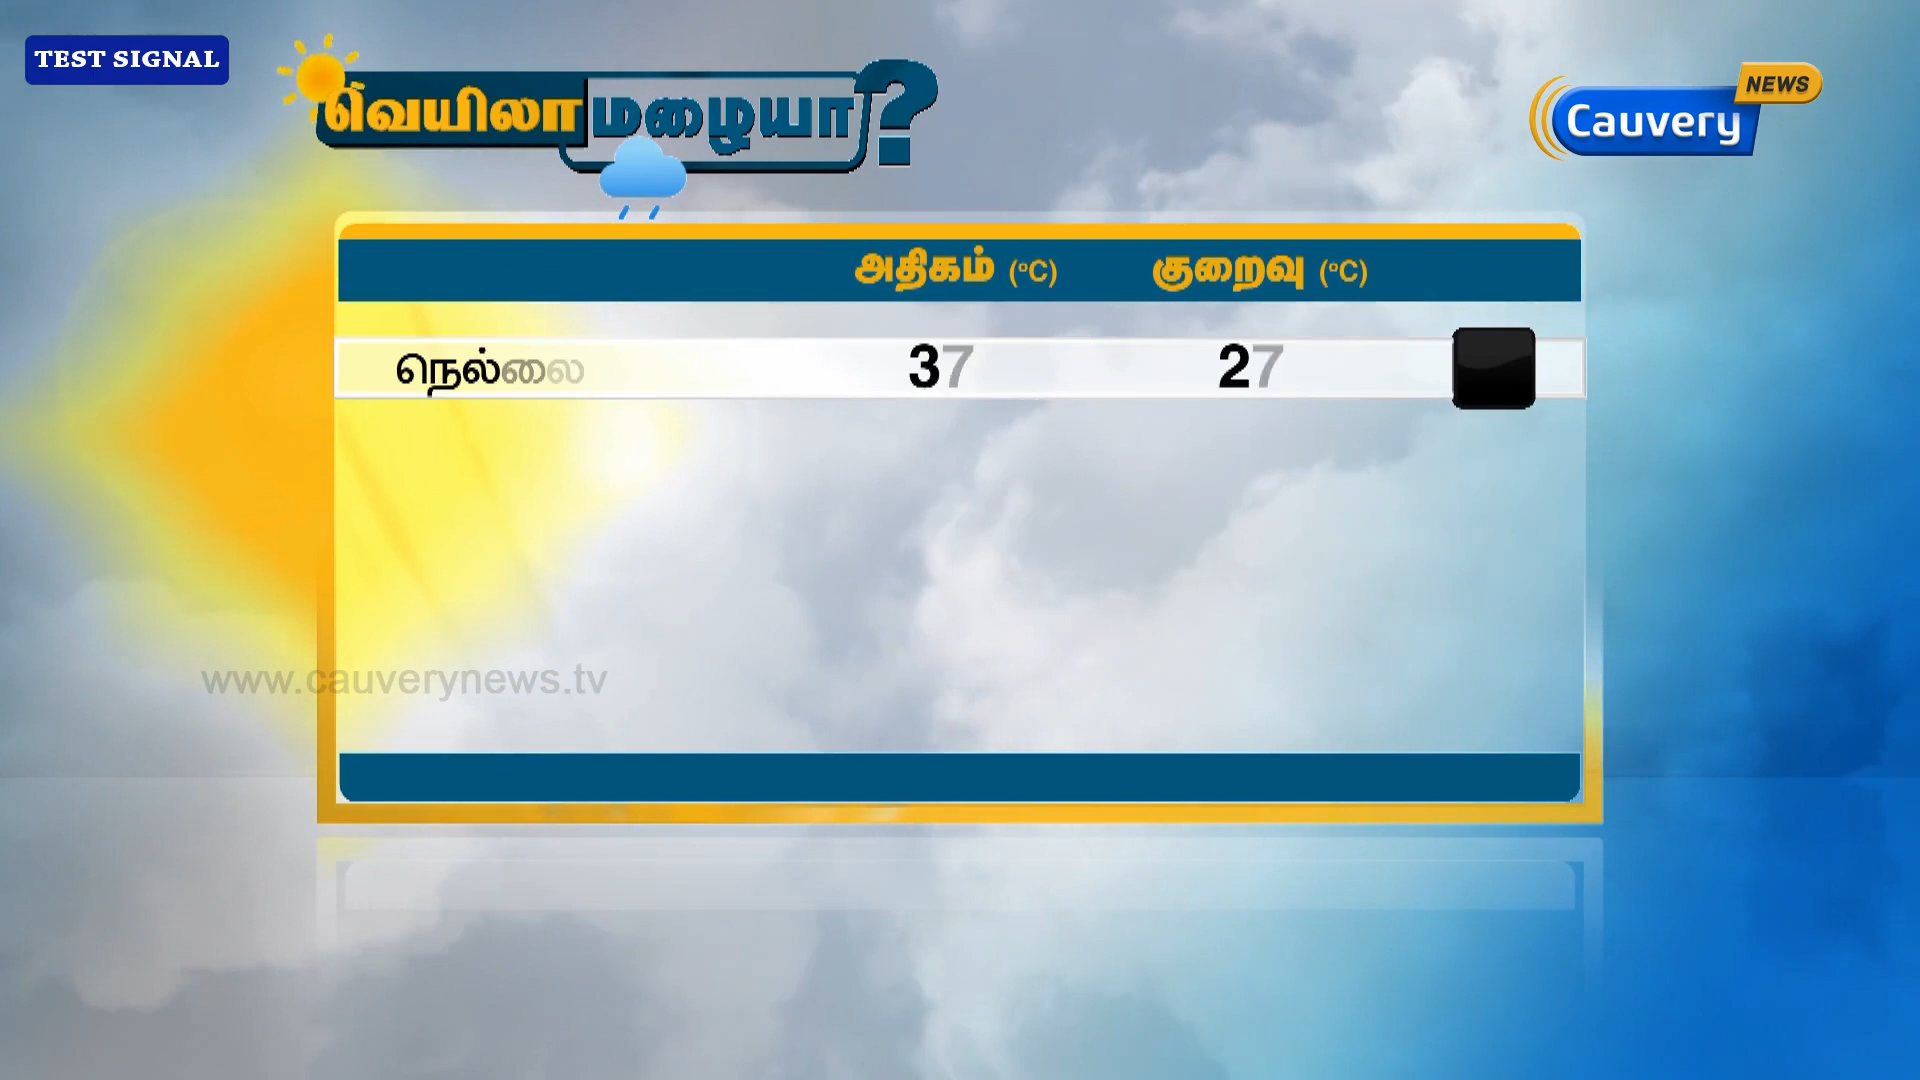 TEST SIGNAL
வெயிலா மழையா?
Cauvery NEWS
அதிகம் (°C) குறைவு (°C)
நெல்லை 37 27
www.cauverynews.tv